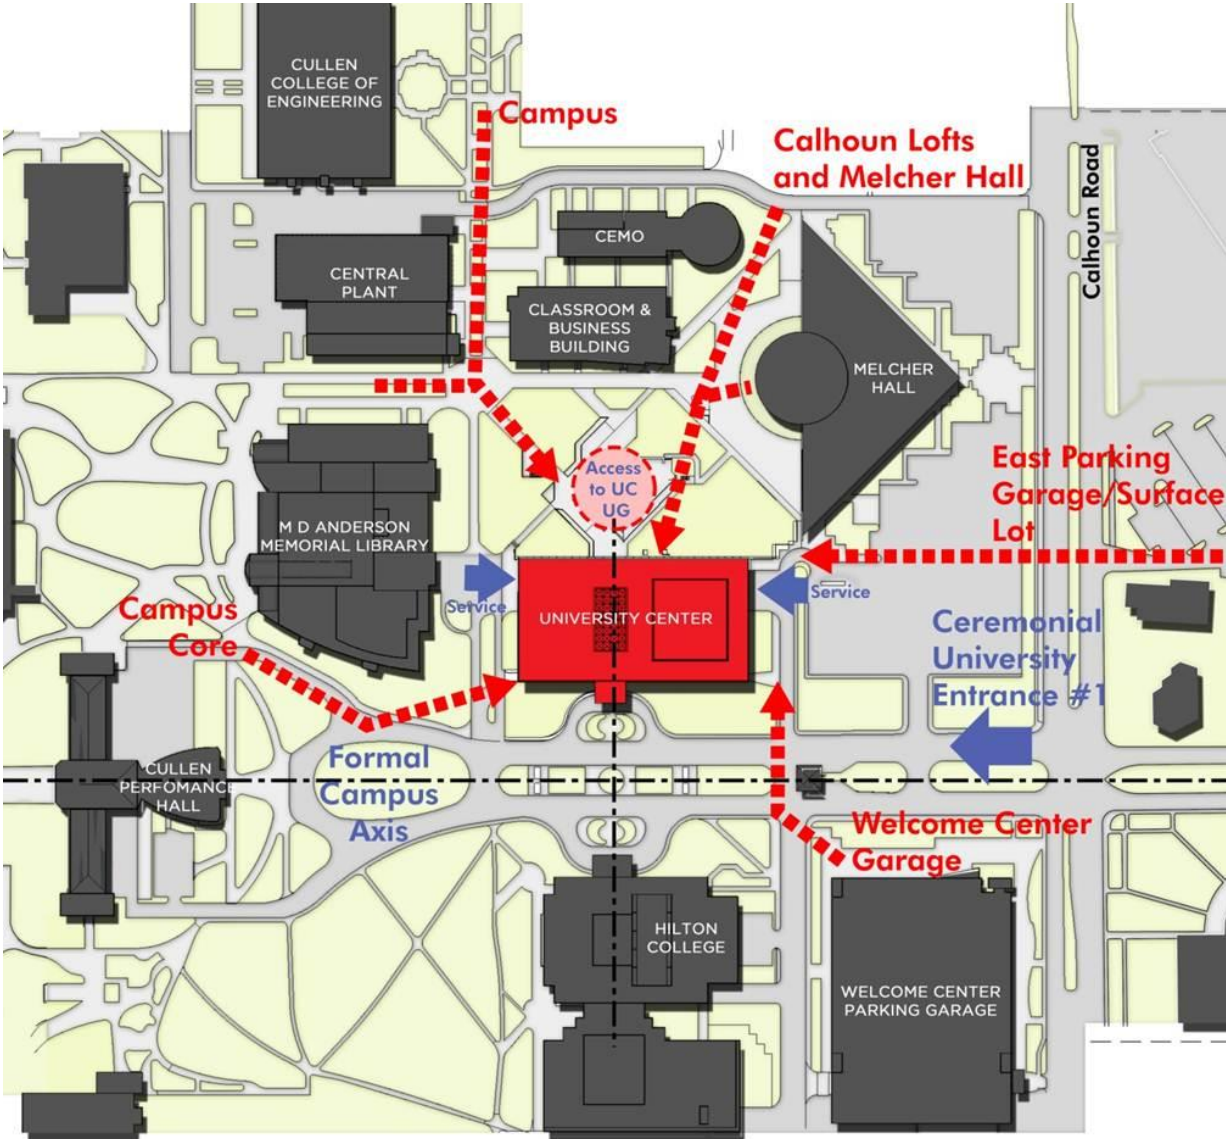 CULLEN
COLLEGE OF
ENGINEERING
Campus
Calhoun Lofts
and Melcher Hall
Calhoun Road
CEMO
CENTRAL
PLANT
CLASSROOM &
BUSINESS
BUILDING
MELCHER
HALL
East Parking
Garage/Surface
Lot
Access
to UC
UG
M D ANDERSON
MEMORIAL LIBRARY
Service
Service
UNIVERSITY CENTER
Campus
Core
Ceremonial
University
Entrance #1
Formal
Campus
Axis
CULLEN
PERFOMANCE
HALL
Welcome Center
Garage
HILTON
COLLEGE
WELCOME CENTER
PARKING GARAGE